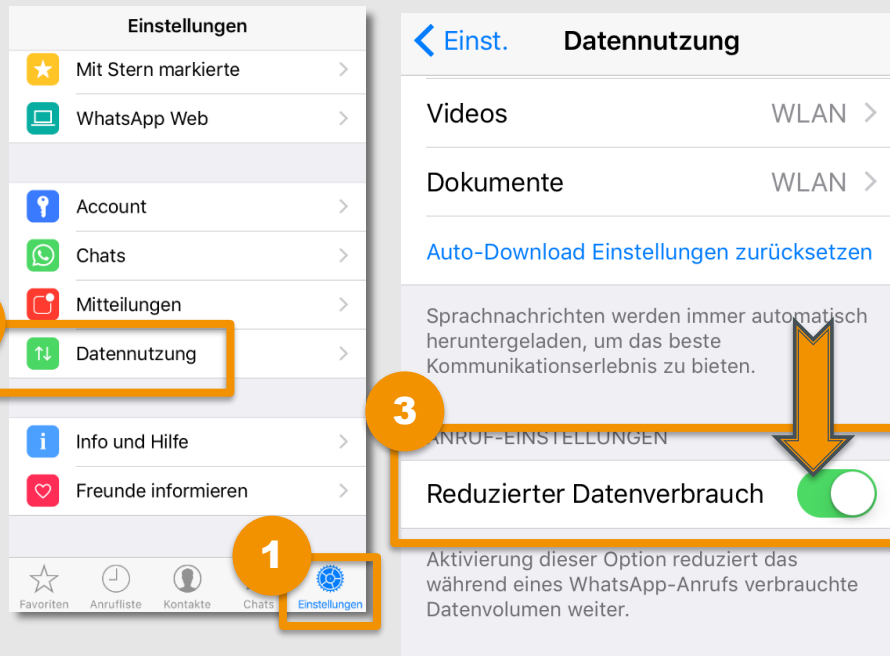 Einstellungen
Mit Stern markierte
WhatsApp Web
Account
Chats
Mitteilungen
Datennutzung
Info und Hilfe
Freunde informieren
1
Favoriten
Anrufliste
Kontakte
Chats
Einstellungen
Einst.
Datennutzung
Videos
WLAN
Dokumente
WLAN
Auto-Download Einstellungen zurücksetzen
Sprachnachrichten werden immer automatisch
heruntergeladen, um das beste
Kommunikationserlebnis zu bieten.
3
ANRUF-EINSTELLUNGEN
Reduzierter Datenverbrauch
Aktivierung dieser Option reduziert das
während eines WhatsApp-Anrufs verbrauchte
Datenvolumen weiter.